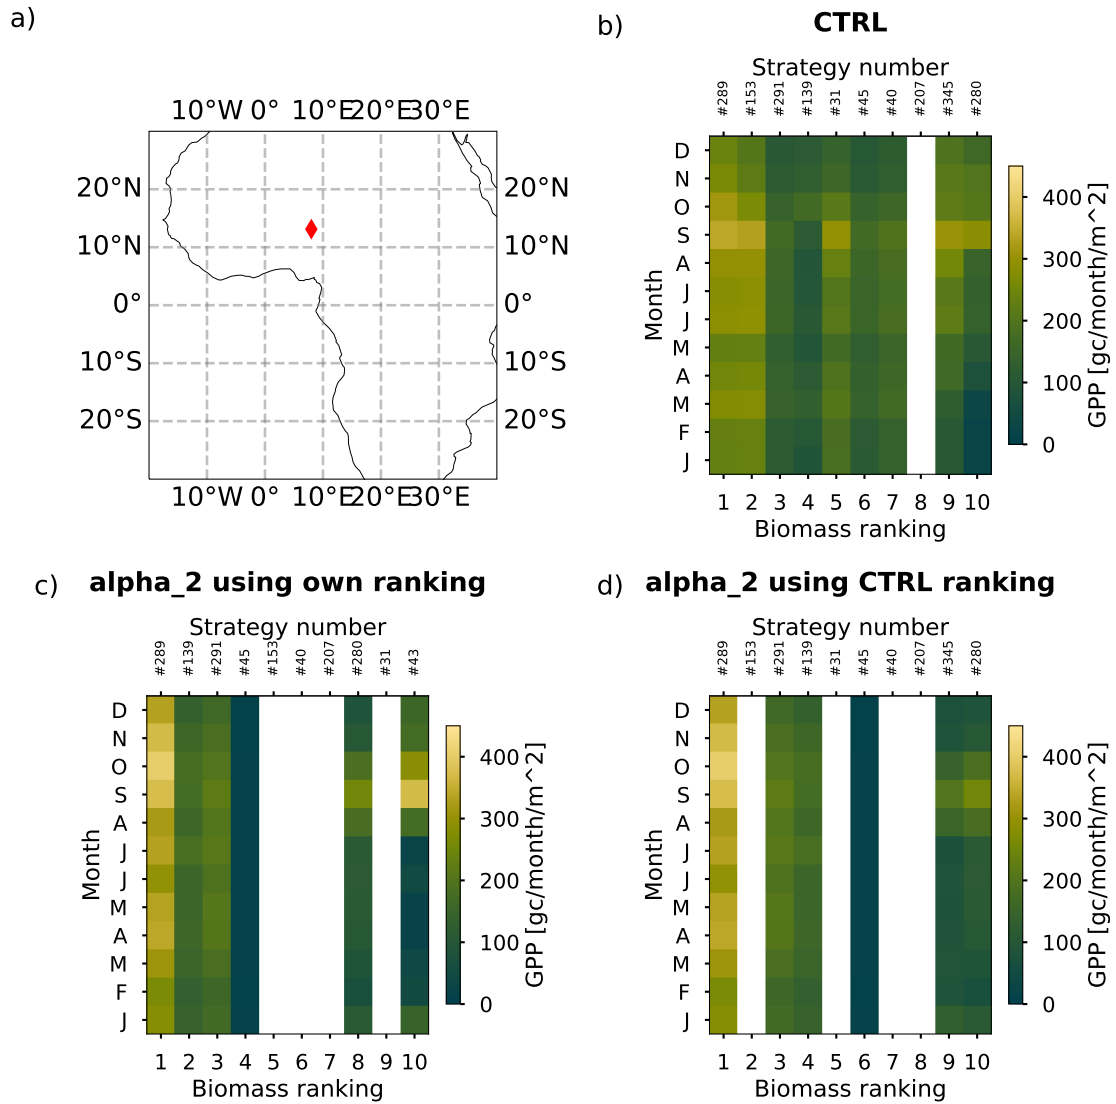 a)
10°W 0° 10°E 20°E 30°E
20°N 20°N
10°N 10°N
0° 0°
10°S 10°S
20°S 20°S
10°W 0° 10°E 20°E 30°E
b)
CTRL
Strategy number
#289 #153 #291 #139 #31 #45 #40 #207 #345 #280
Month
D
N
O
S
A
J
J
M
A
M
F
J
1 2 3 4 5 6 7 8 9 10
Biomass ranking
400
300
200
100
0
GPP [gc/month/m^2]
c)
alpha_2 using own ranking
Strategy number
#289 #139 #291 #45 #153 #40 #207 #280 #31 #43
Month
D
N
O
S
A
J
J
M
A
M
F
J
1 2 3 4 5 6 7 8 9 10
Biomass ranking
400
300
200
100
0
GPP [gc/month/m^2]
d)
alpha_2 using CTRL ranking
Strategy number
#289 #153 #291 #139 #31 #45 #40 #207 #345 #280
Month
D
N
O
S
A
J
J
M
A
M
F
J
1 2 3 4 5 6 7 8 9 10
Biomass ranking
400
300
200
100
0
GPP [gc/month/m^2]